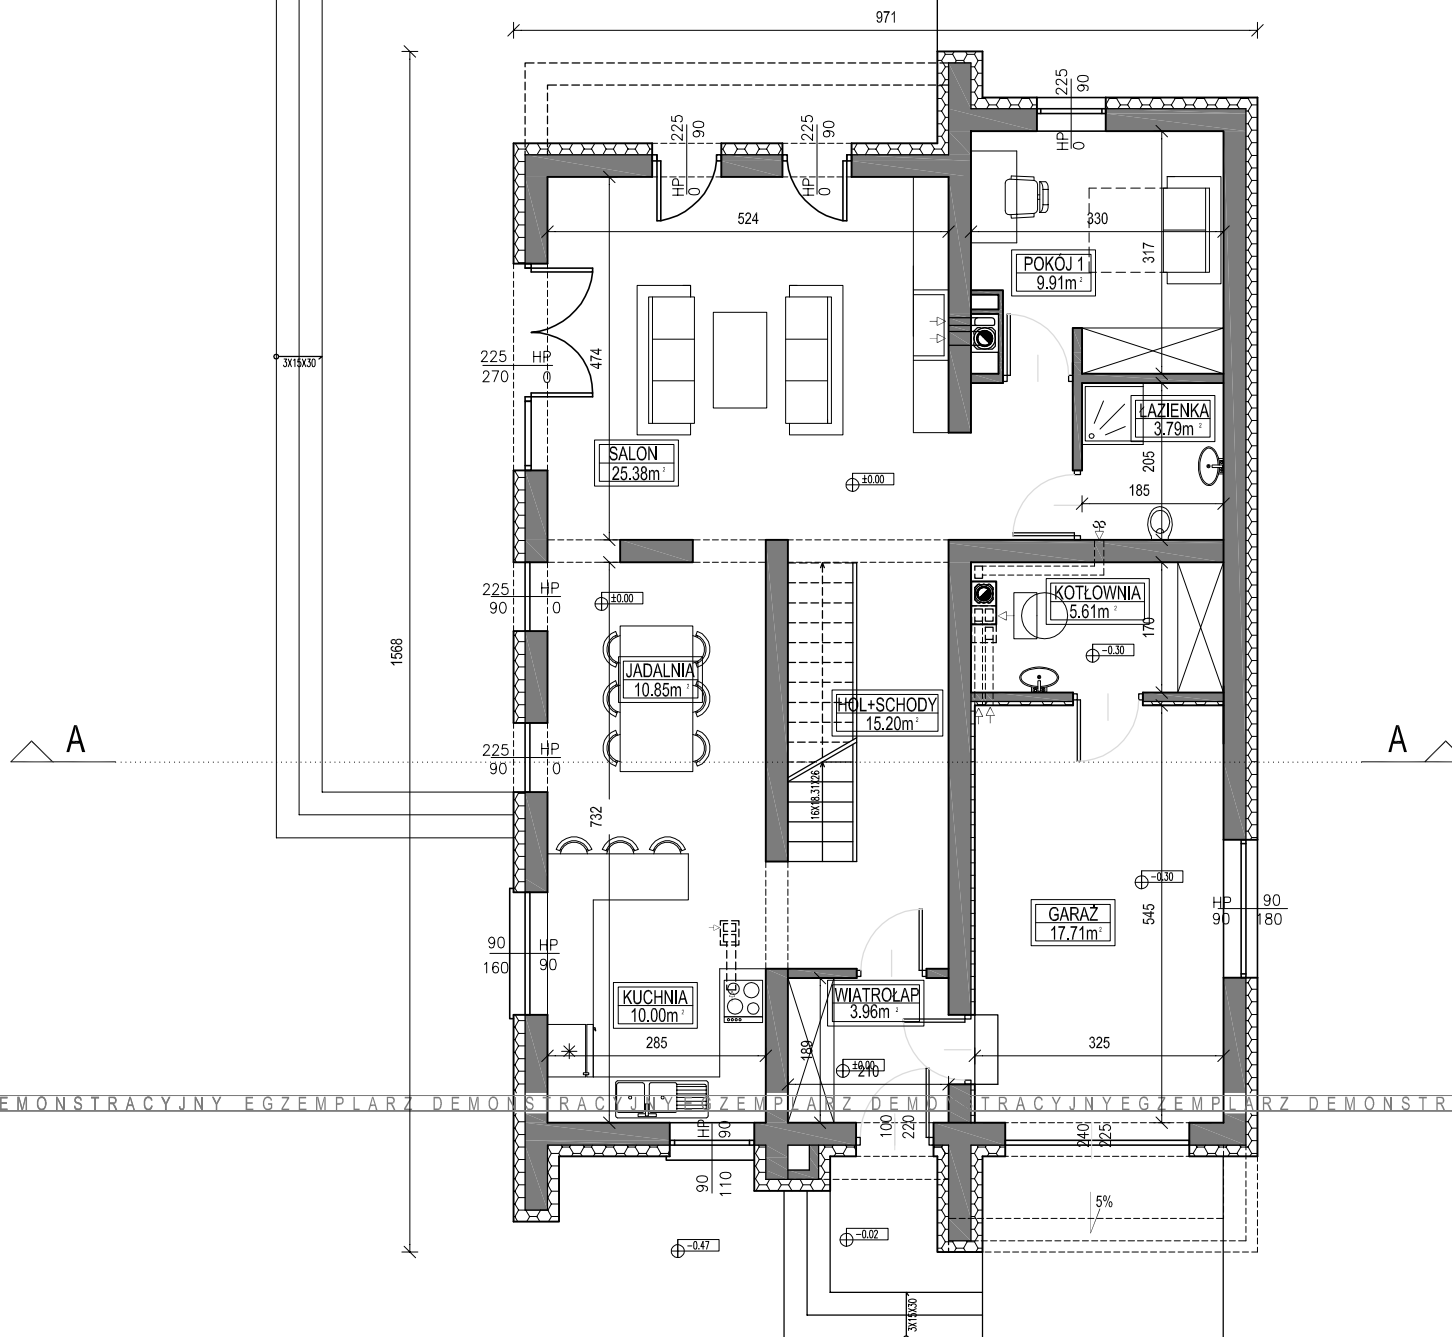 971
225
90
HP
0
225
90
HP
0
225
90
HP
0
524
330
317
POKÓJ 1
9.91m²
3X15X30
225
HP
270
0
474
ŁAZIENKA
3.79m²
SALON
25.38m²
±0.00
205
185
225
HP
90
0
±0.00
KOTŁOWNIA
5.61m²
170
-0.30
1568
JADALNIA
10.85m²
HOL+SCHODY
15.20m²
A
A
225
HP
90
0
16X18.31X26
732
-0.30
GARAŻ
17.71m²
545
HP
90
90
180
90
HP
160
90
KUCHNIA
10.00m²
WIATROŁAP
3.96m²
285
189
±0.00
210
325
EMONSTRACYJNY EGZEMPLARZ DEMONSTRACYJNY EGZEMPLARZ DEMONSTRACYJNY EGZEMPLARZ DEMONSTR
HP
90
90
110
100
220
240
225
5%
-0.47
-0.02
3X15X30